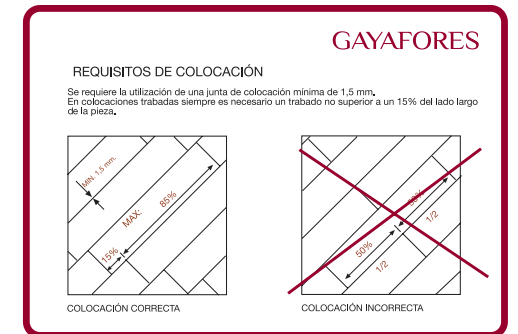 GAYAFORES
REQUISITOS DE COLOCACIÓN
Se requiere la utilización de una junta de colocación mínima de 1,5 mm.
En colocaciones trabadas siempre es necesario un trabado no superior a un 15% del lado largo
de la pieza.
MIN. 1,5 mm.
MAX:
85%
15%
50%
1/2
50%
1/2
COLOCACIÓN CORRECTA
COLOCACIÓN INCORRECTA